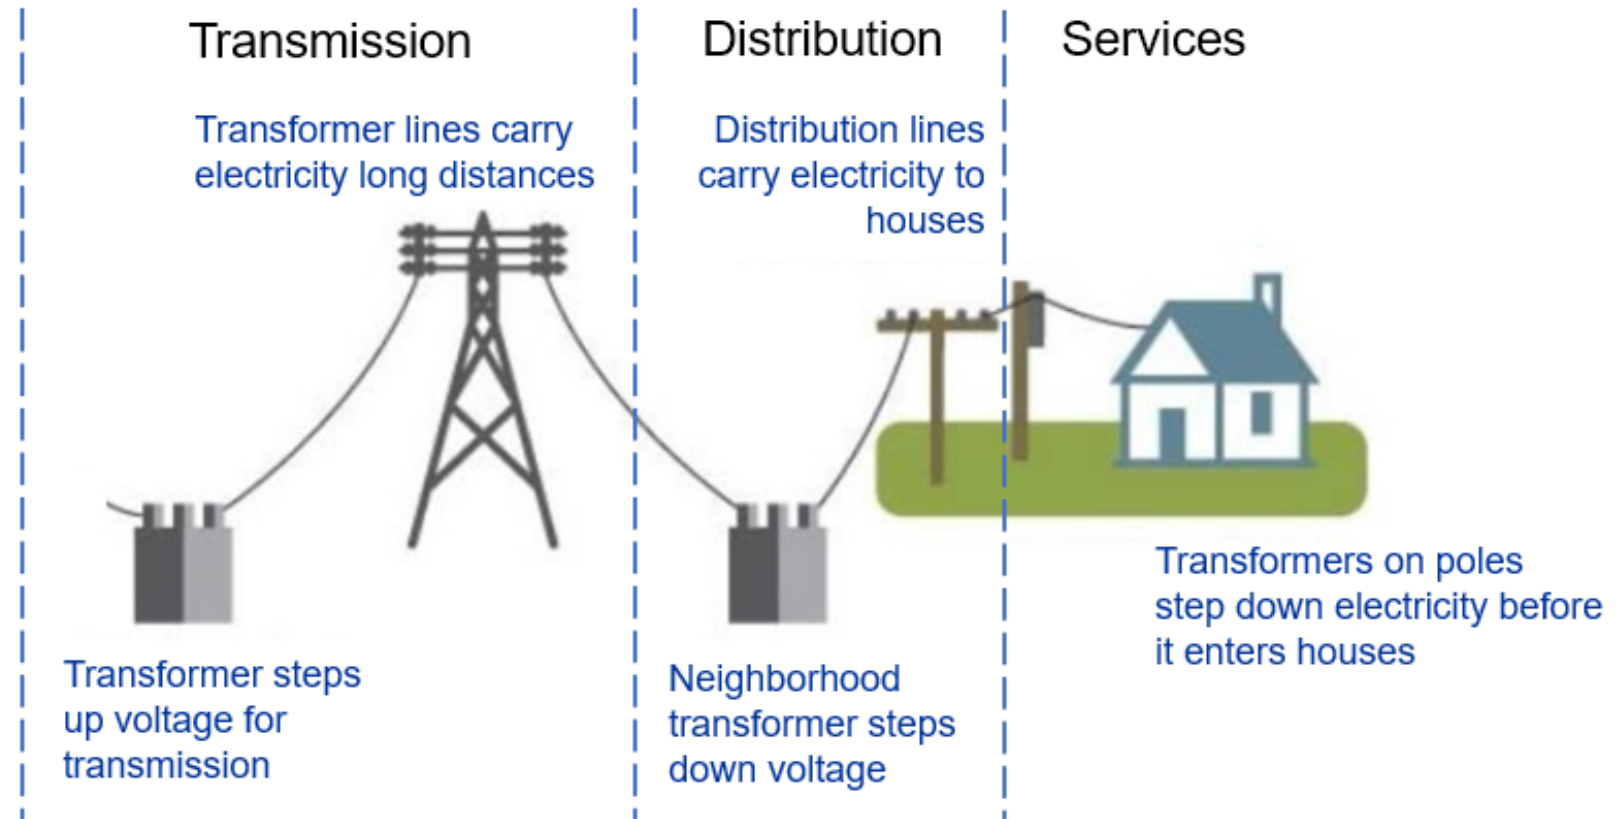 Transmission
Distribution
Services
Transformer lines carry
electricity long distances
Distribution lines
carry electricity to
houses
Transformer steps
up voltage for
transmission
Neighborhood
transformer steps
down voltage
Transformers on poles
step down electricity before
it enters houses